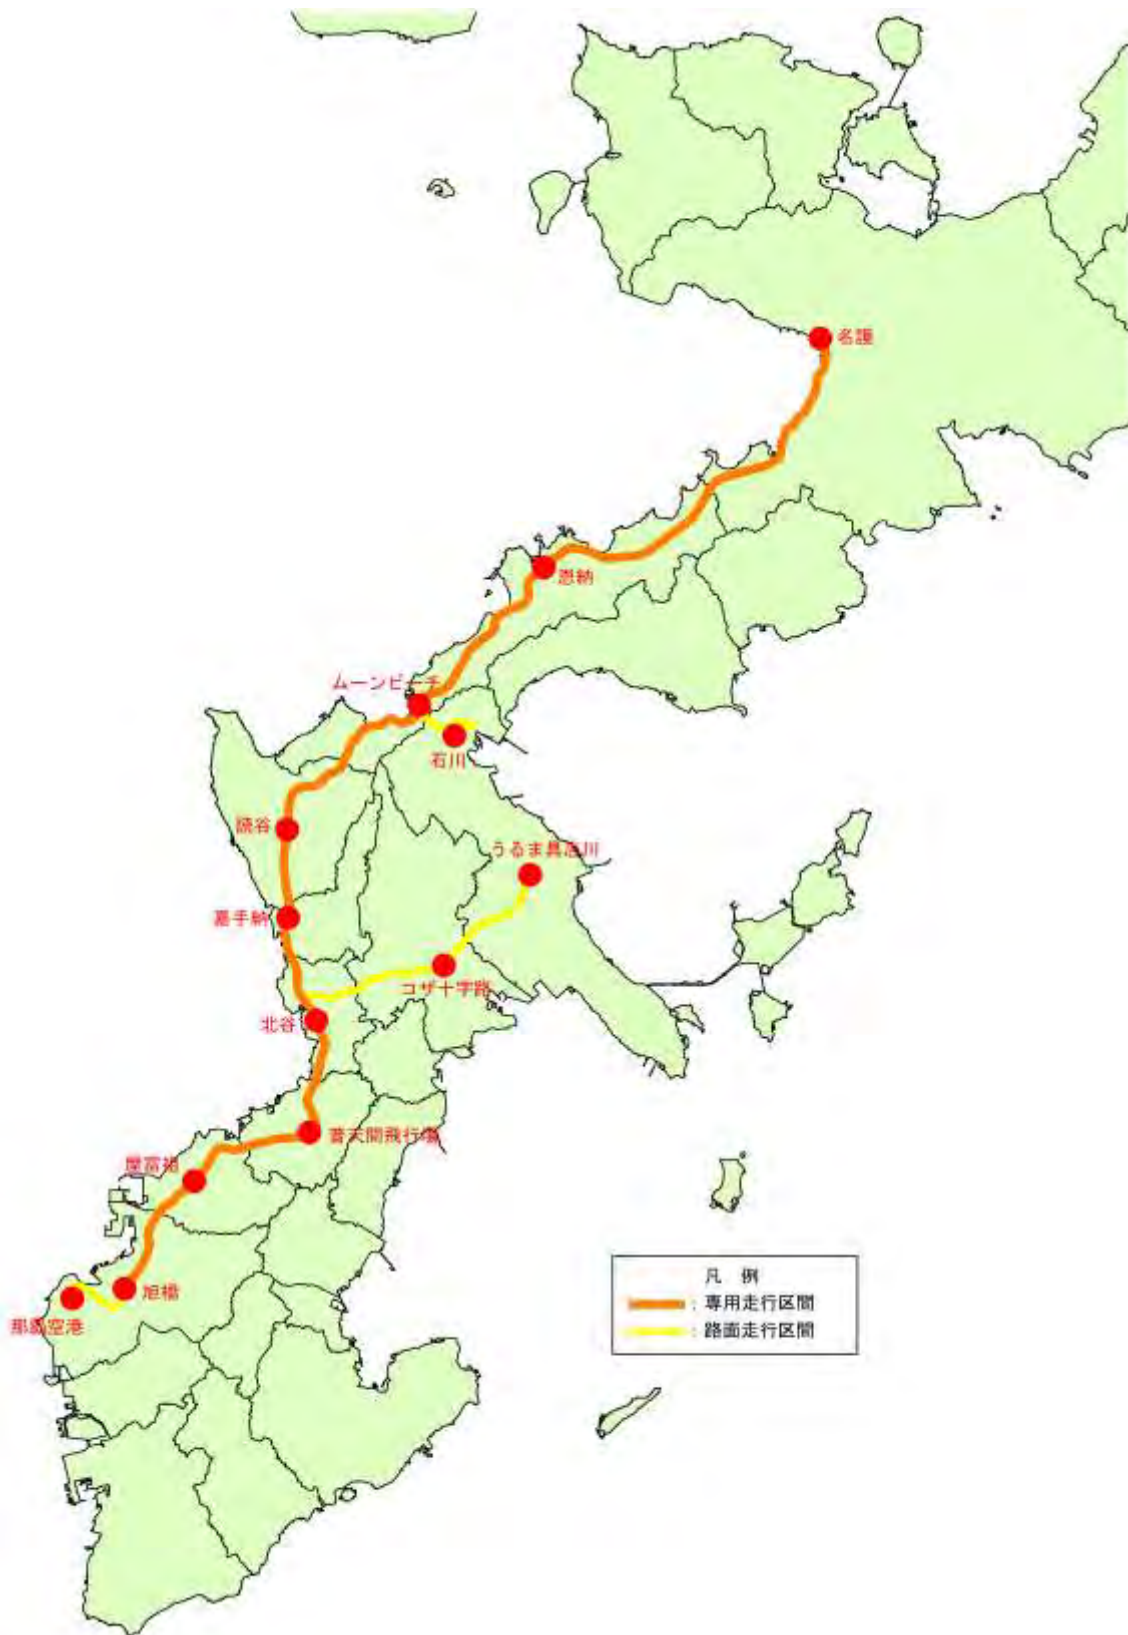 名護
恩納
ムーンビーチ
石川
読谷
うるま具志川
嘉手納
コザ十字路
北谷
普天間飛行場
屋富祖
旭橋
那覇空港
凡 例
: 専用走行区間
: 路面走行区間